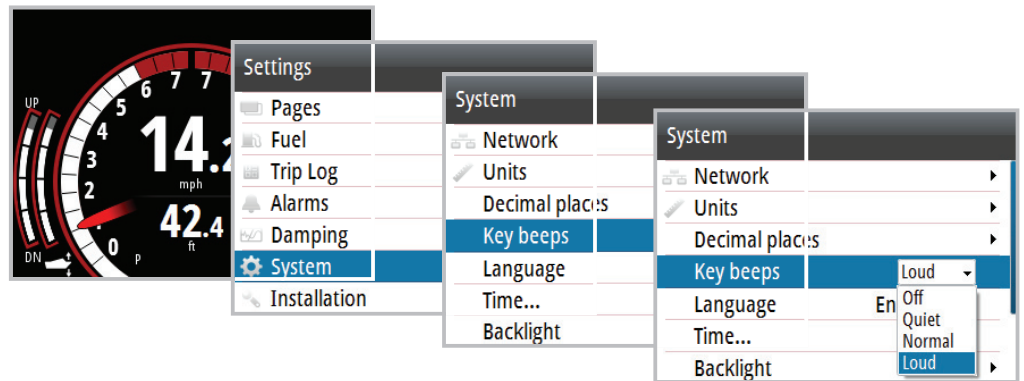 UP
DN
0
2
3
4
5
6
7
7
14.2
mph
42.4
ft
P
Settings
Pages
Fuel
Trip Log
Alarms
Damping
System
Installation
System
Network
Units
Decimal places
Key beeps
Language
Time...
Backlight
System
Network
Units
Decimal places
Key beeps Loud
Language En
Time...
Backlight
Off
Quiet
Normal
Loud